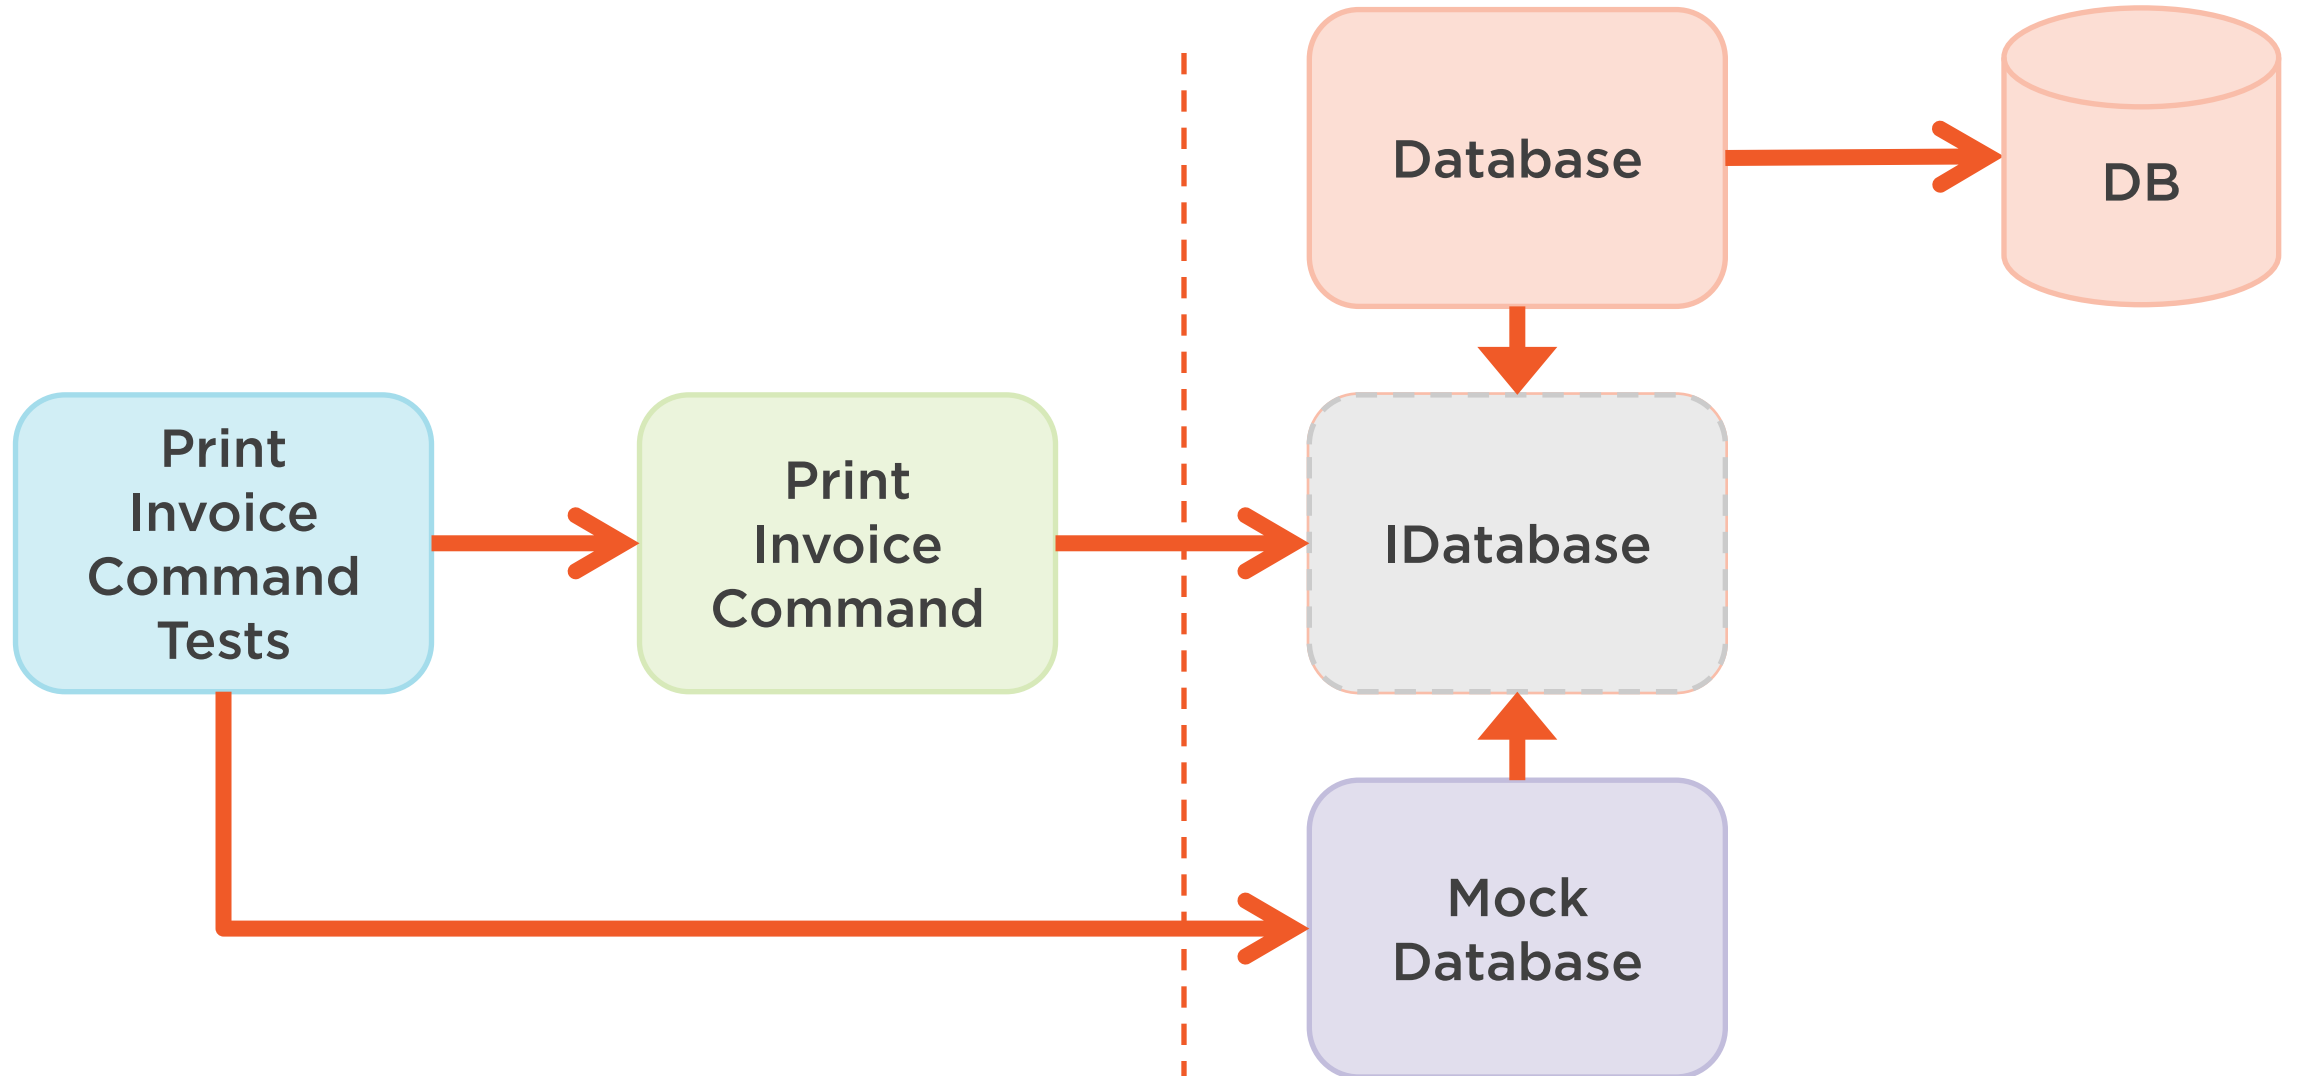 Database
DB
Print
Invoice
Command
Tests
Print
Invoice
Command
IDatabase
Mock
Database